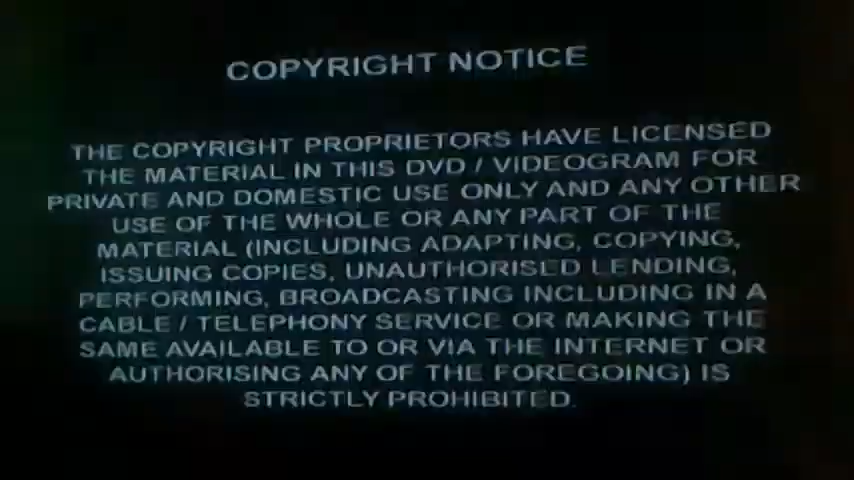 COPYRIGHT NOTICE
THE COPYRIGHT PROPRIETORS HAVE LICENSED
THE MATERIAL IN THIS DVD / VIDEOGRAM FOR
PRIVATE AND DOMESTIC USE ONLY AND ANY OTHER
USE OF THE WHOLE OR ANY PART OF THE
MATERIAL (INCLUDING ADAPTING, COPYING,
ISSUING COPIES, UNAUTHORISED LENDING,
PERFORMING, BROADCASTING INCLUDING IN A
CABLE / TELEPHONY SERVICE OR MAKING THE
SAME AVAILABLE TO OR VIA THE INTERNET OR
AUTHORISING ANY OF THE FOREGOING) IS
STRICTLY PROHIBITED.